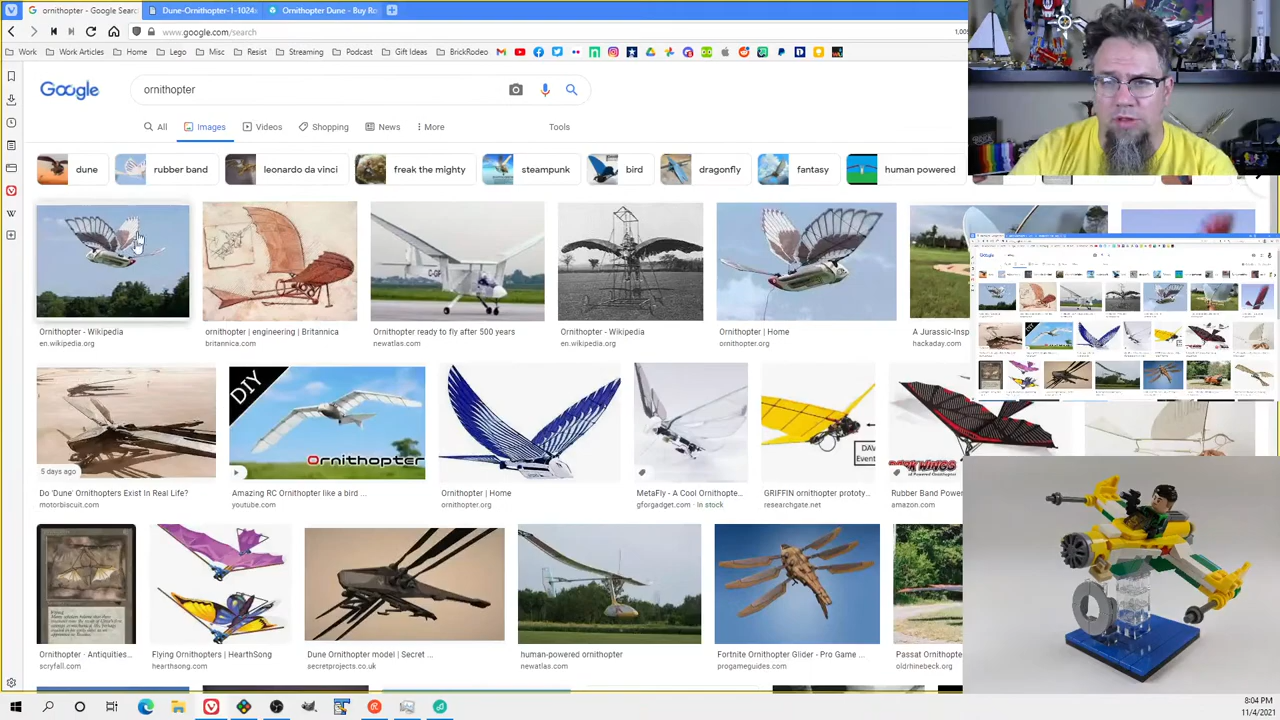 ornithopter - Google Searc
Dune-Ornithopter-1-1024x
Ornithopter Dune - Buy Ro
www.google.com/search
Work
Work Articles
Home
Lego
Misc
Resist
Streaming
Podcast
Gift Ideas
BrickRodeo
Google
ornithopter
All
Images
Videos
Shopping
News
More
Tools
dune
rubber band
leonardo da vinci
freak the mighty
steampunk
bird
dragonfly
fantasy
human powered
Ornithopter - Wikipedia
en.wikipedia.org
ornithopter | engineering | Britannica
britannica.com
ornithopter ready to fly after 500 years
newatlas.com
Ornithopter - Wikipedia
en.wikipedia.org
Ornithopter | Home
ornithopter.org
A Jurassic-Insp
hackaday.com
5 days ago
Do 'Dune' Ornithopters Exist In Real Life?
motorbiscuit.com
DIY
Ornithopter
Amazing RC Ornithopter like a bird ...
youtube.com
Ornithopter | Home
ornithopter.org
MetaFly - A Cool Ornithopte...
gforgadget.com · In stock
DAV
Event
GRIFFIN ornithopter prototy...
researchgate.net
Rubber Band Power
amazon.com
Ornithopter · Antiquities...
scryfall.com
Flying Ornithopters | HearthSong
hearthsong.com
Dune Ornithopter model | Secret ...
secretprojects.co.uk
human-powered ornithopter
newatlas.com
Fortnite Ornithopter Glider - Pro Game ...
progameguides.com
Passat Ornithopte
oldrhinebeck.org
8:04 PM
11/4/2021